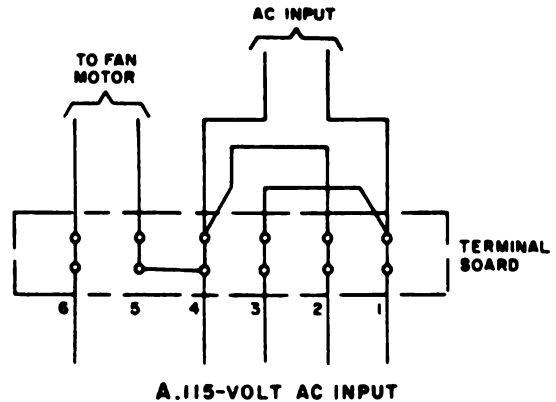 AC INPUT
TO FAN
MOTOR
TERMINAL
BOARD
6 5 4 3 2 1
A.115-VOLT AC INPUT